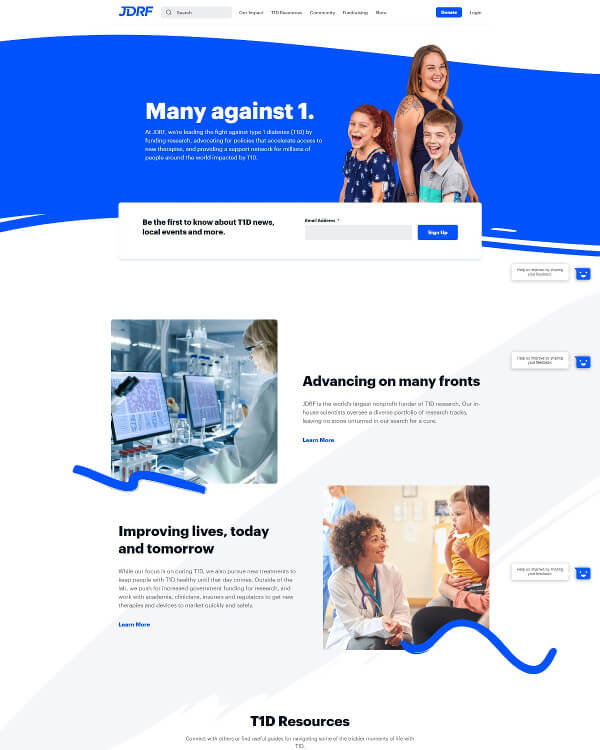 JDRF
Search
Our Impact
T1D Resources
Community
Fundraising
More
Donate
Login
Many against 1.
At JDRF, we're leading the fight against type 1 diabetes (T1D) by
funding research, advocating for policies that accelerate access to
new therapies, and providing a support network for millions of
people around the world impacted by T1D.
Be the first to know about T1D news,
local events and more.
Email Address *
Sign Up
Help us improve by sharing
your feedback
Help us improve by sharing
your feedback
Advancing on many fronts
JDRF is the world's largest nonprofit funder of T1D research. Our in-
house scientists oversee a diverse portfolio of research tracks,
leaving no stone unturned in our search for a cure.
Learn More
Improving lives, today
and tomorrow
While our focus is on curing T1D, we also pursue new treatments to
keep people with T1D healthy until that day comes. Outside of the
lab, we push for increased government funding for research, and
work with academia, clinicians, insurers and regulators to get new
therapies and devices to market quickly and safely.
Learn More
Help us improve by sharing
your feedback
T1D Resources
Connect with others or find useful guides for navigating some of the trickier moments of life with
T1D.